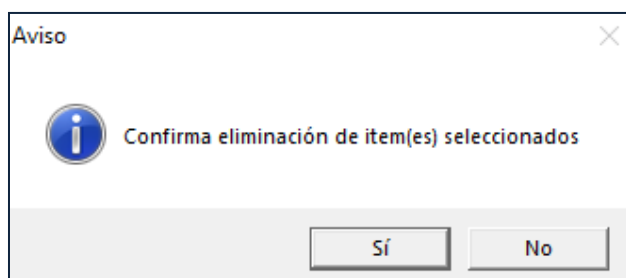 Aviso
Confirma eliminación de item(es) seleccionados
Sí No